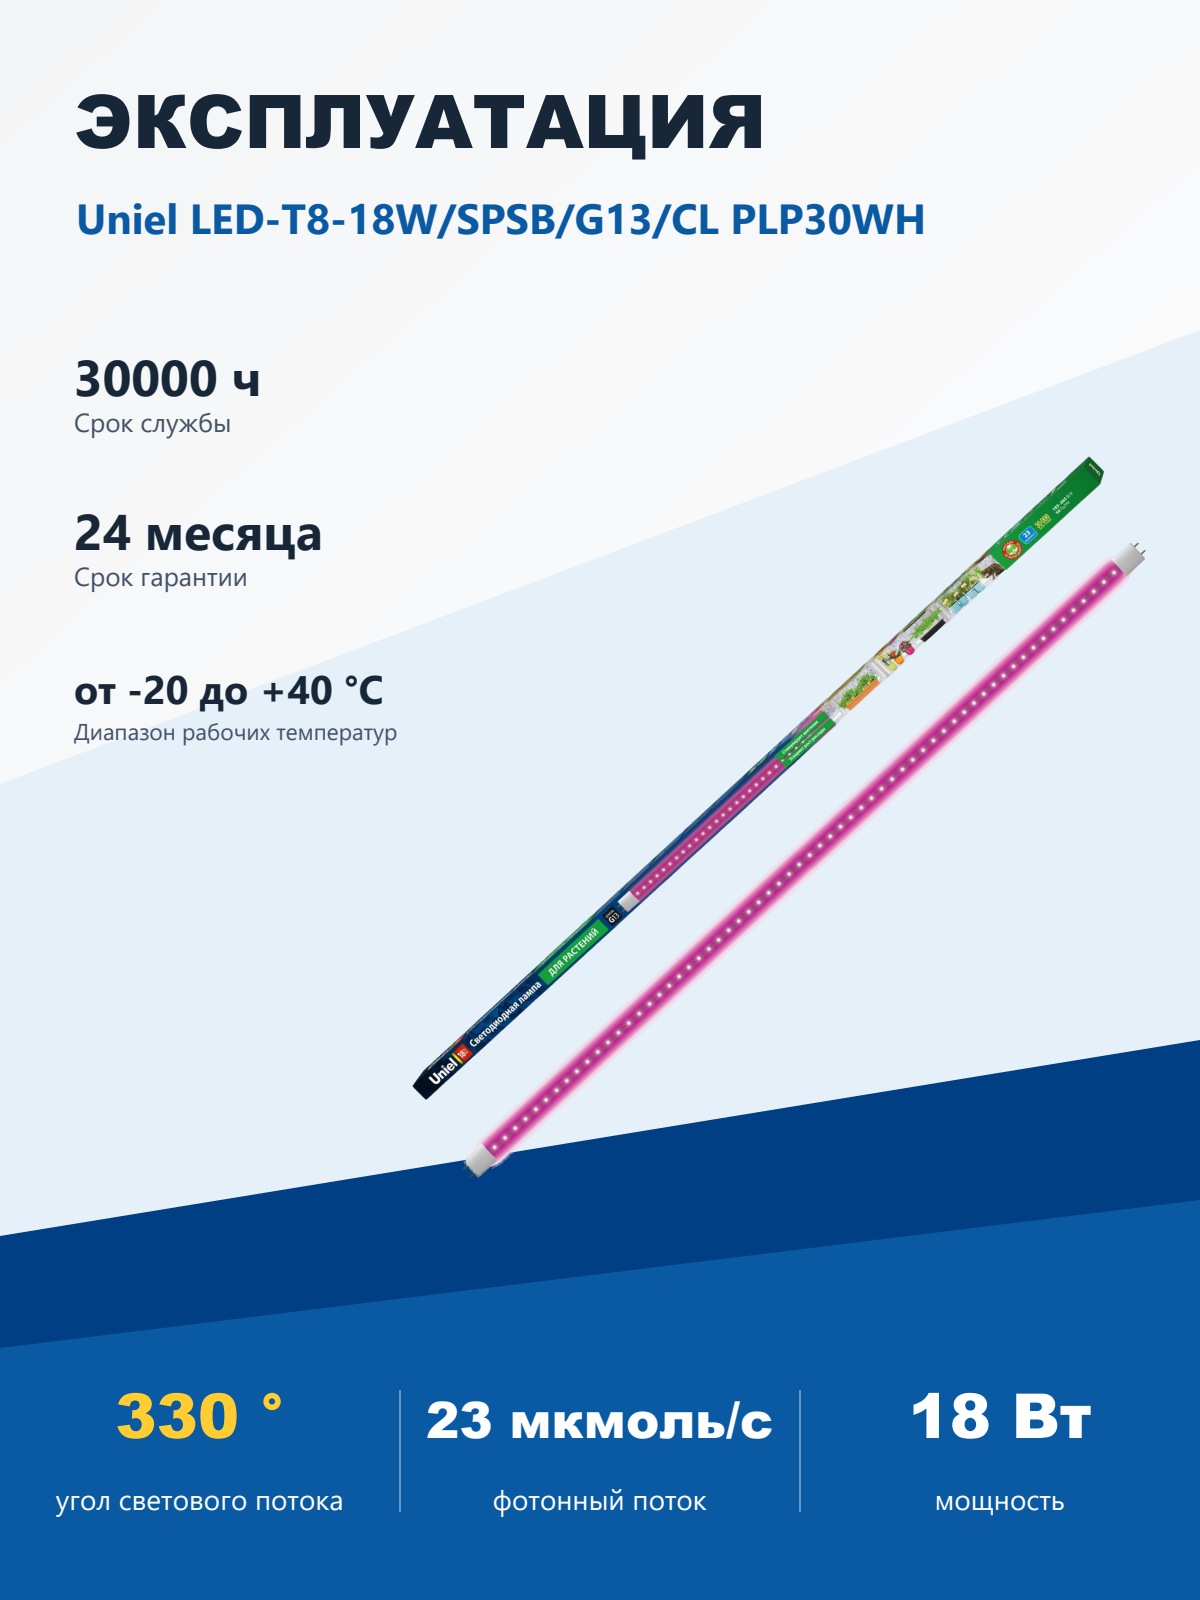 ЭКСПЛУАТАЦИЯ
Uniel LED-T8-18W/SPSB/G13/CL PLP30WH
30000 ч
Срок службы
24 месяца
Срок гарантии
от -20 до +40 °C
Диапазон рабочих температур
Uniel
18
Светодиодная лампа
ДЛЯ РАСТЕНИЙ
G13
23
330 °
угол светового потока
23 мкмоль/с
фотонный поток
18 Вт
мощность